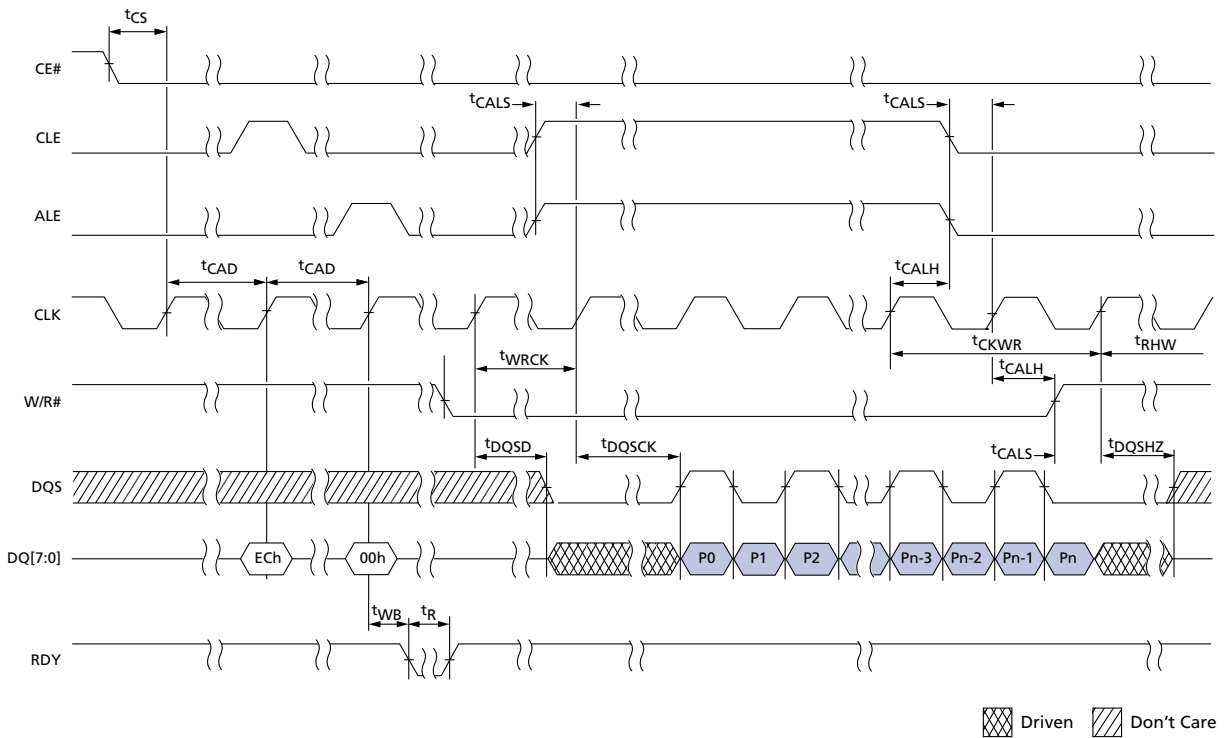 tCS
CE#
tCALS
tCALS
CLE
ALE
tCAD
tCAD
tCALH
CLK
tCKWR
tRHW
tWRCK
tCALH
W/R#
tDQSD
tDQSCK
tCALS
tDQSHZ
DQS
DQ[7:0]
ECh
00h
P0
P1
P2
Pn-3
Pn-2
Pn-1
Pn
tWB
tR
RDY
Driven
Don't Care